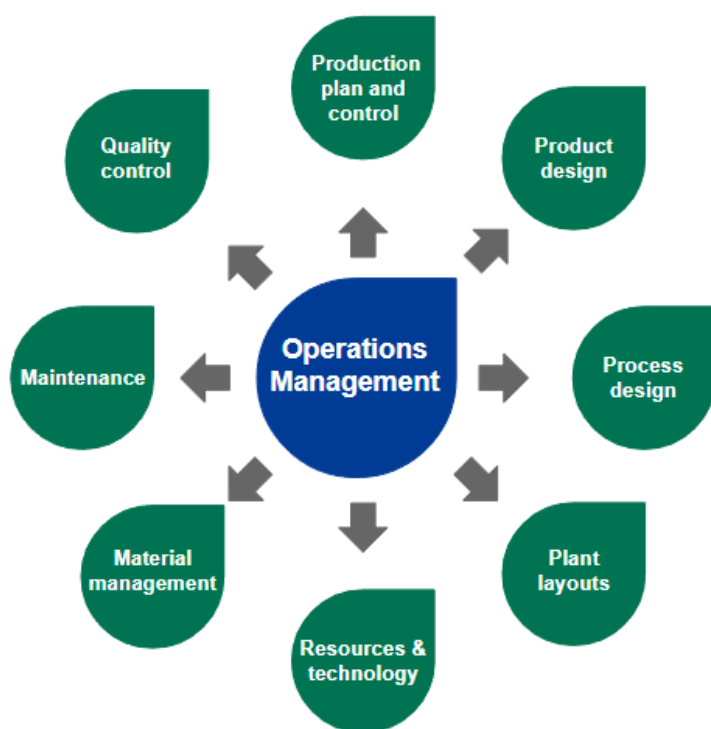 Production
plan and
control
Product
design
Process
design
Plant
layouts
Resources &
technology
Material
management
Maintenance
Quality
control
Operations
Management